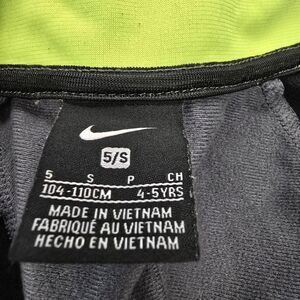 5/S
5 S P CH
104-110CM 4-5YRS
MADE IN VIETNAM
FABRIQUÉ AU VIETNAM
HECHO EN VIETNAM